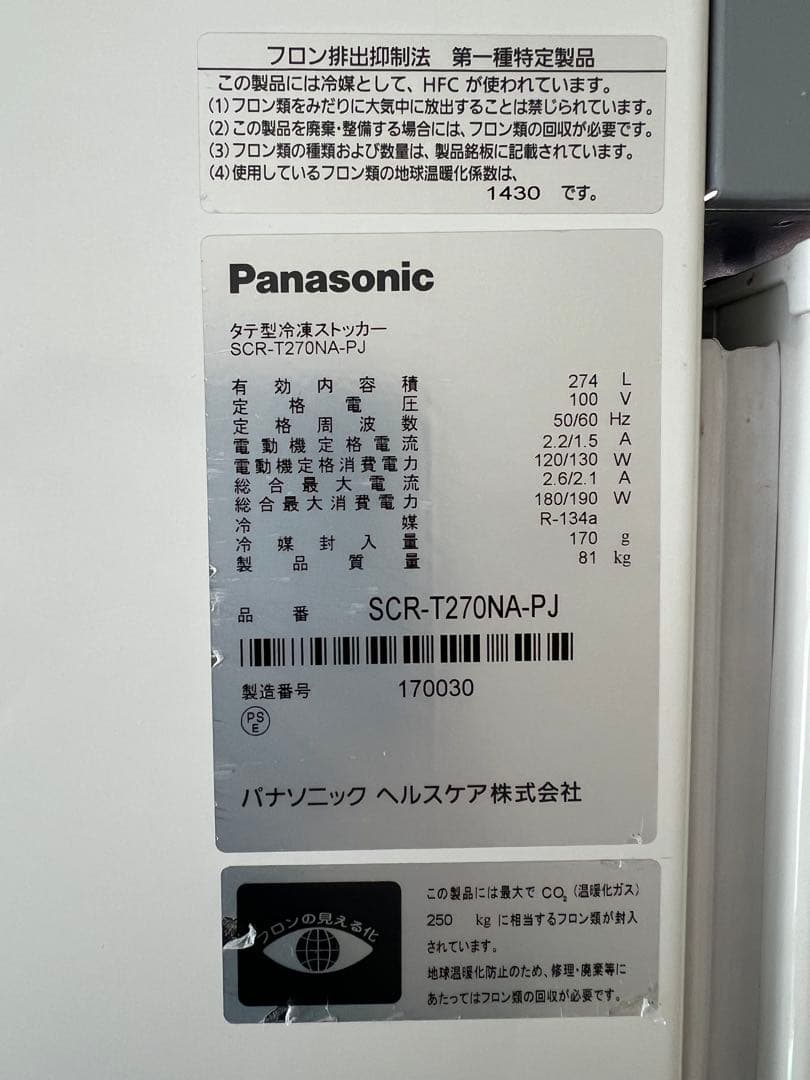 フロン排出抑制法 第一種特定製品
この製品には冷媒として、HFC が使われています。
(1)フロン類をみだりに大気中に放出することは禁じられています。
(2)この製品を廃棄・整備する場合には、フロン類の回収が必要です。
(3)フロン類の種類および数量は、製品銘板に記載されています。
(4)使用しているフロン類の地球温暖化係数は、
1430 です。
Panasonic
タテ型冷凍ストッカー
SCR-T270NA-PJ
有効内容積 274 L
定格電圧 100 V
定格周波数 50/60 Hz
電動機定格電流 2.2/1.5 A
電動機定格消費電力 120/130 W
総合最大電流 2.6/2.1 A
総合最大消費電力 180/190 W
冷媒 R-134a
冷媒封入量 170 g
製品質量 81 kg
品番 SCR-T270NA-PJ
製造番号 170030
PS
E
パナソニック ヘルスケア株式会社
フロンの見える化
この製品には最大で CO₂ (温暖化ガス)
250 kg に相当するフロン類が封入
されています。
地球温暖化防止のため、修理・廃棄等に
あたってはフロン類の回収が必要です。